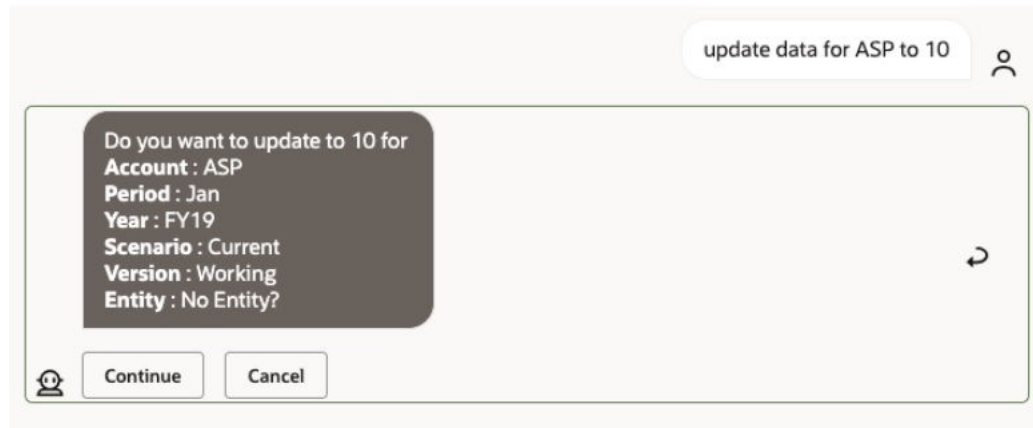 update data for ASP to 10
Do you want to update to 10 for
Account : ASP
Period : Jan
Year : FY19
Scenario : Current
Version : Working
Entity : No Entity?
Continue
Cancel